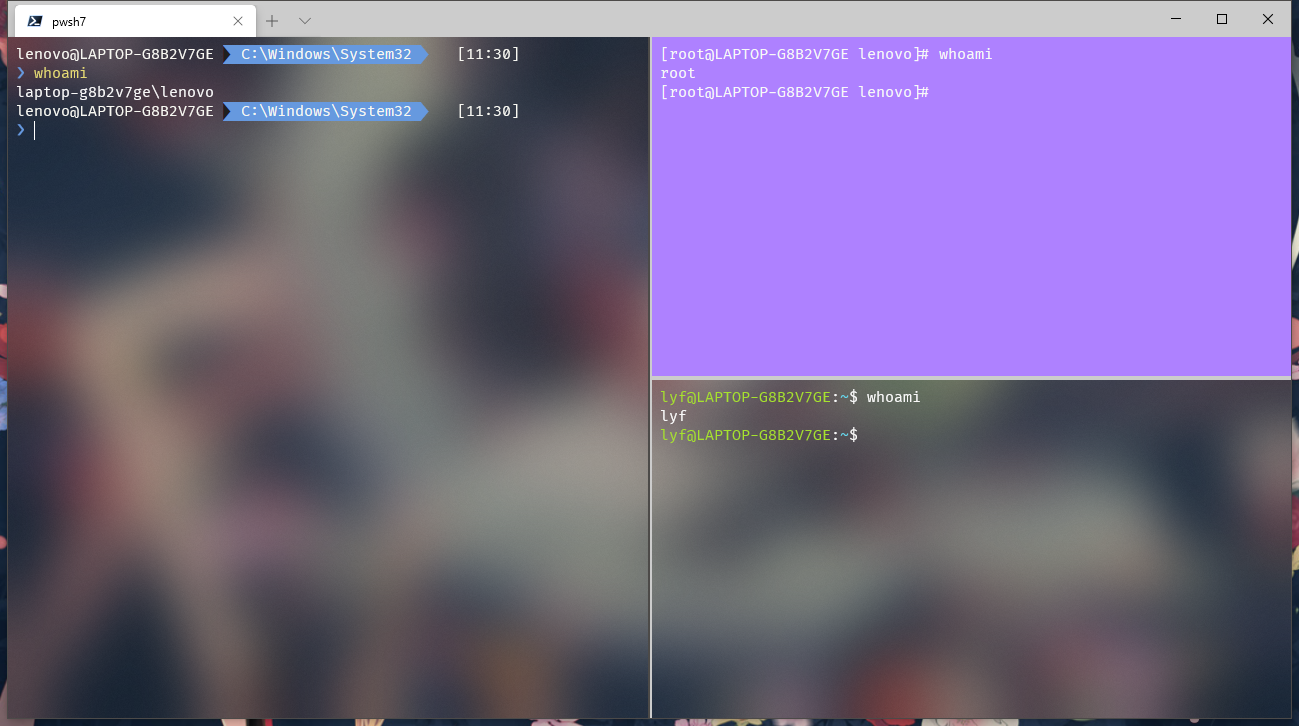 pwsh7
lenovo@LAPTOP-G8B2V7GE C:\Windows\System32 [11:30]
❯ whoami
laptop-g8b2v7ge\lenovo
lenovo@LAPTOP-G8B2V7GE C:\Windows\System32 [11:30]
❯
[root@LAPTOP-G8B2V7GE lenovo]# whoami
root
[root@LAPTOP-G8B2V7GE lenovo]#
lyf@LAPTOP-G8B2V7GE:~$ whoami
lyf
lyf@LAPTOP-G8B2V7GE:~$